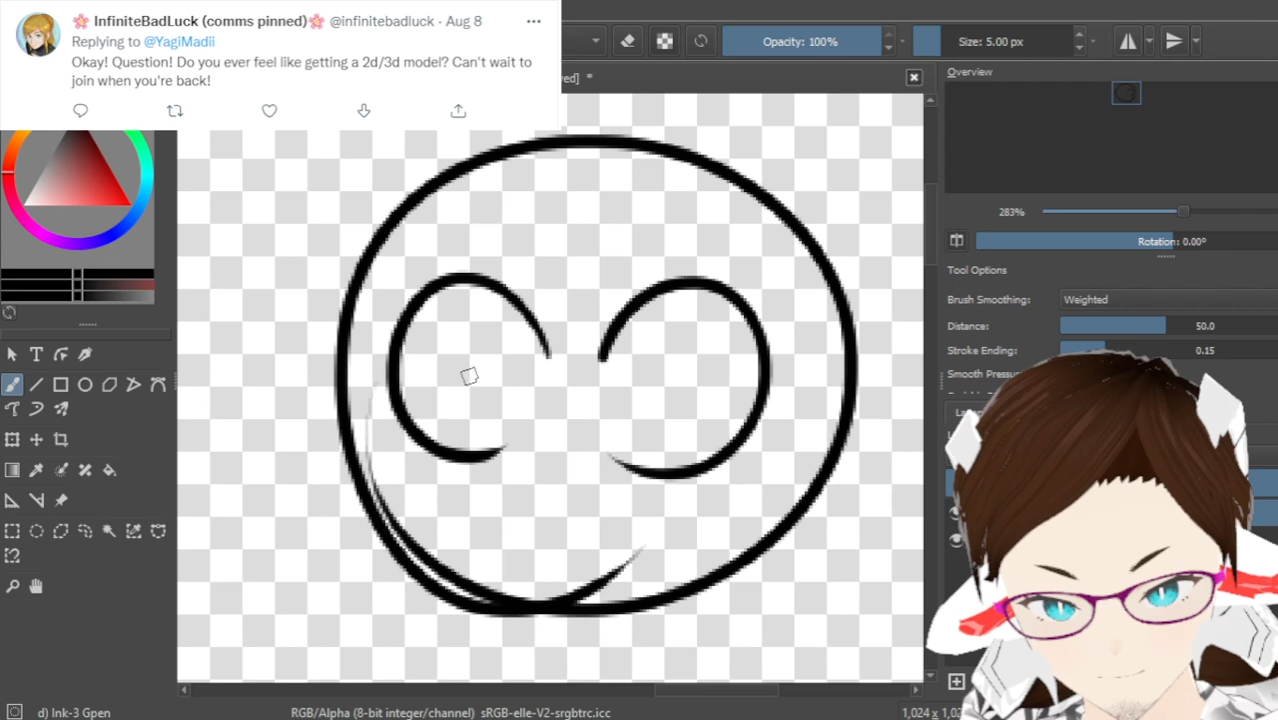 🌸 InfiniteBadLuck (comms pinned)🌸 @infinitebadluck · Aug 8
Replying to @YagiMadii
Okay! Question! Do you ever feel like getting a 2d/3d model? Can't wait to
join when you're back!
Opacity: 100%
Size: 5.00 px
] *
Overview
283%
Rotation: 0.00°
Tool Options
Brush Smoothing:
Weighted
Distance:
50.0
Stroke Ending:
0.15
Smooth
d) Ink-3 Gpen
RGB/Alpha (8-bit integer/channel) sRGB-elle-V2-srgbtrc.icc
1,024 x